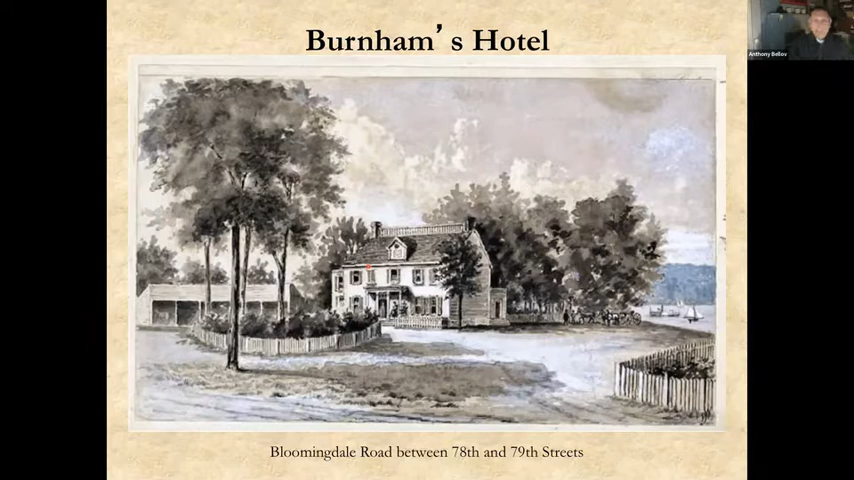 Burnham's Hotel
Anthony Bellov
Bloomingdale Road between 78th and 79th Streets